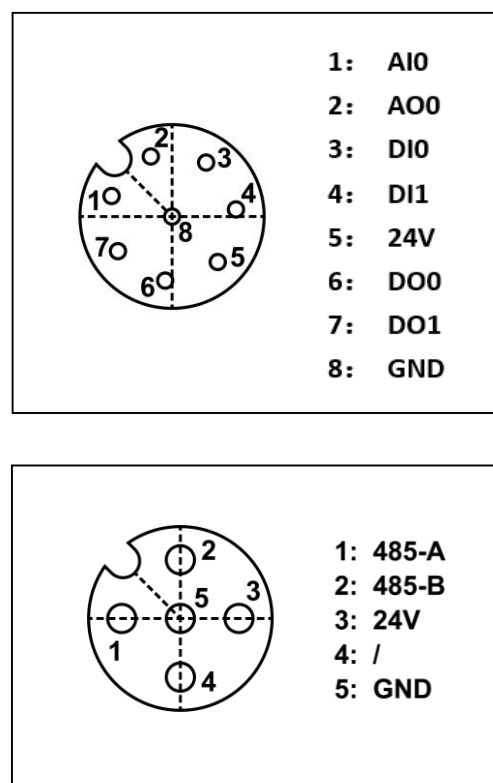 1： AI0
2： AO0
3： DI0
4： DI1
5： 24V
6： DO0
7： DO1
8： GND
2
3
1
4
8
7
5
6
1: 485-A
2: 485-B
3: 24V
4: /
5: GND
2
5
3
1
4